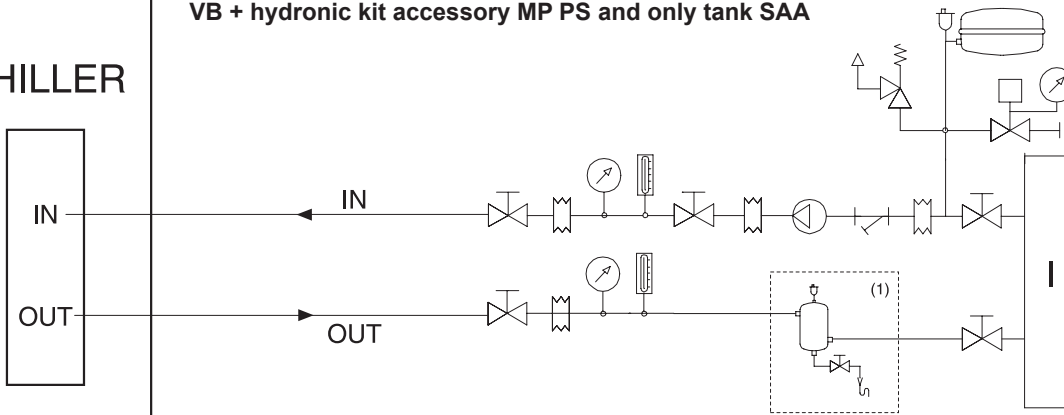 VB + hydronic kit accessory MP PS and only tank SAA
HILLER
IN
IN
OUT
OUT
(1)
I